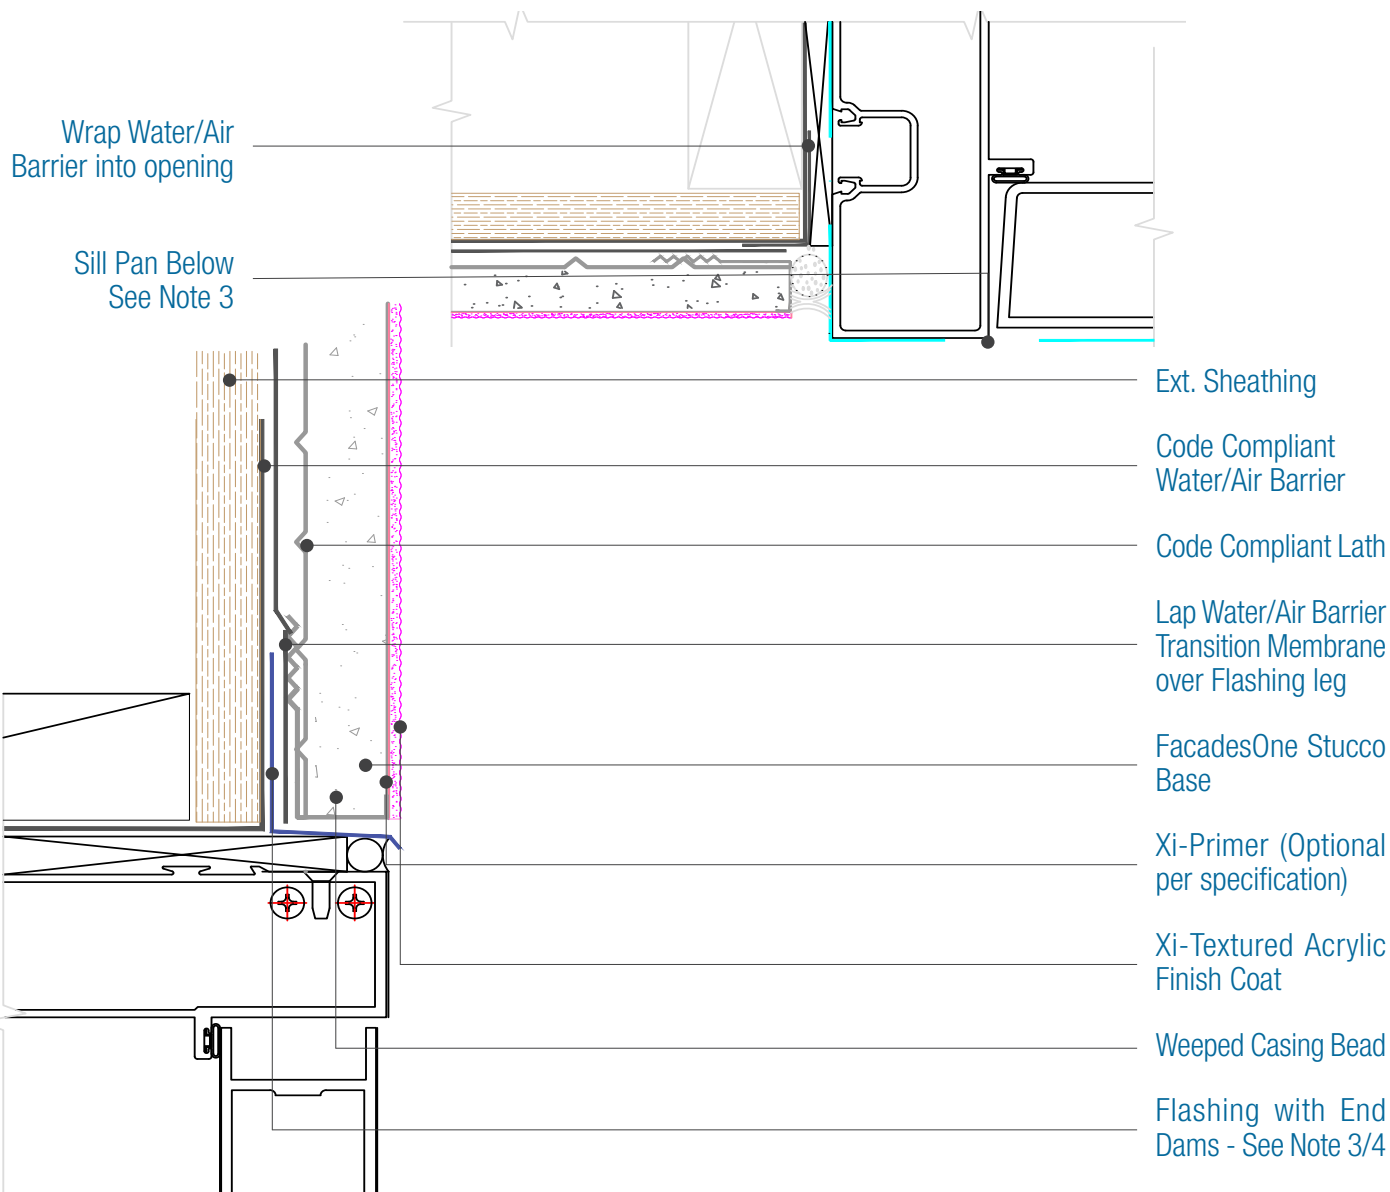 Wrap Water/Air
Barrier into opening
Sill Pan Below
See Note 3
Ext. Sheathing
Code Compliant
Water/Air Barrier
Code Compliant Lath
Lap Water/Air Barrier
Transition Membrane
over Flashing leg
FacadesOne Stucco
Base
Xi-Primer (Optional
per specification)
Xi-Textured Acrylic
Finish Coat
Weeped Casing Bead
Flashing with End
Dams - See Note 3/4